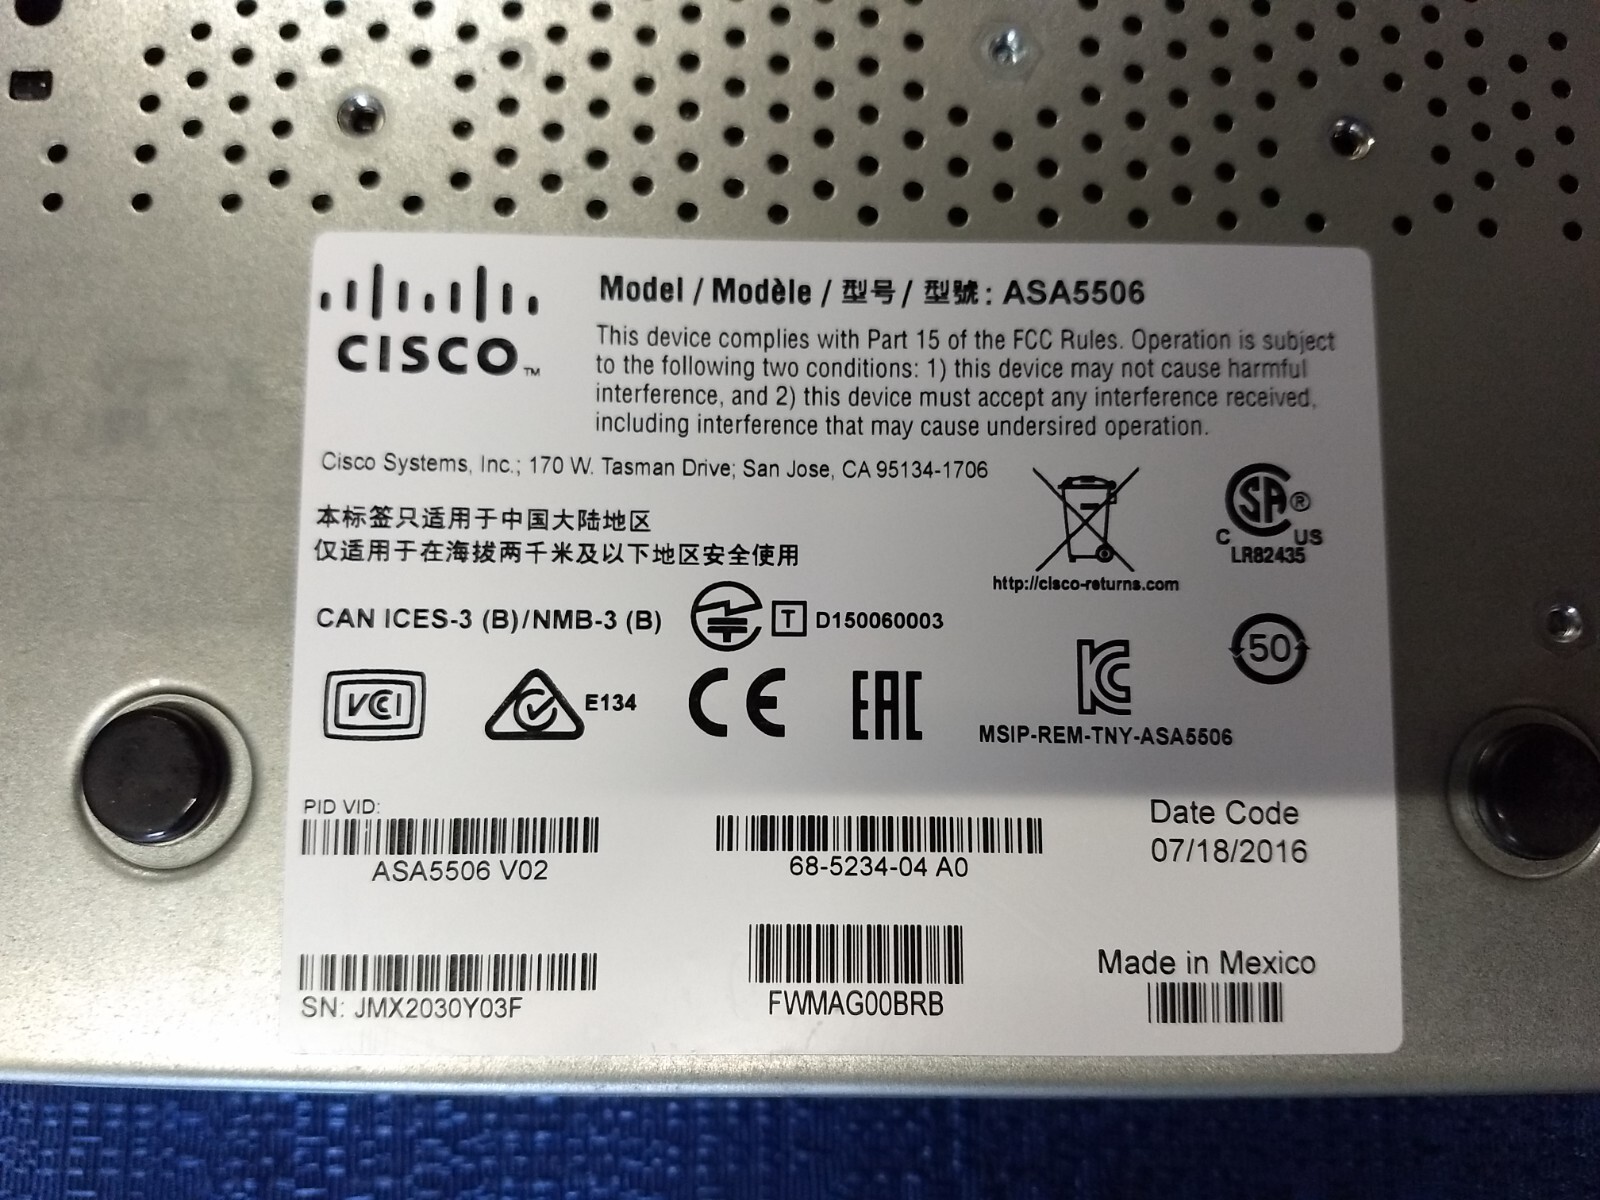 CISCO™
Model / Modèle / 型号 / 型號: ASA5506
This device complies with Part 15 of the FCC Rules. Operation is subject
to the following two conditions: 1) this device may not cause harmful
interference, and 2) this device must accept any interference received,
including interference that may cause undersired operation.
Cisco Systems, Inc.; 170 W. Tasman Drive; San Jose, CA 95134-1706
本标签只适用于中国大陆地区
仅适用于在海拔两千米及以下地区安全使用
http://cisco-returns.com
SA®
C US
LR82435
CAN ICES-3 (B)/NMB-3 (B)
T D150060003
50
VCCI
E134
CE
EAC
KC
MSIP-REM-TNY-ASA5506
PID VID:
ASA5506 V02
68-5234-04 A0
Date Code
07/18/2016
SN: JMX2030Y03F
FWMAG00BRB
Made in Mexico